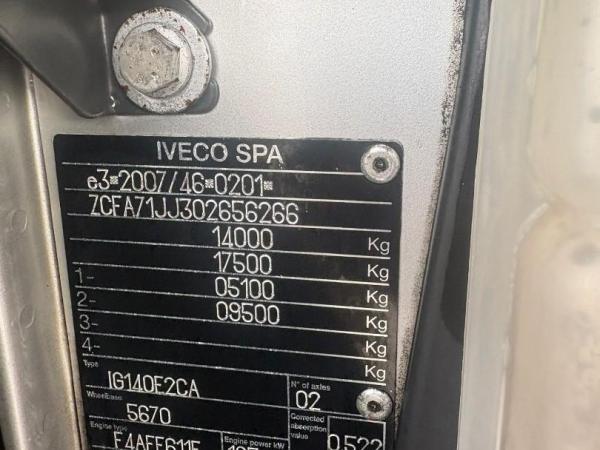 IVECO SPA
e3*2007/46*0201*
ZCFA71JJ302656266
14000 Kg
17500 Kg
1- 05100 Kg
2- 09500 Kg
3- Kg
4- Kg
Type IG140E2CA N° of axles 02
Wheelbase 5670 Corrected absorption value 0.522
Engine type Engine power kW